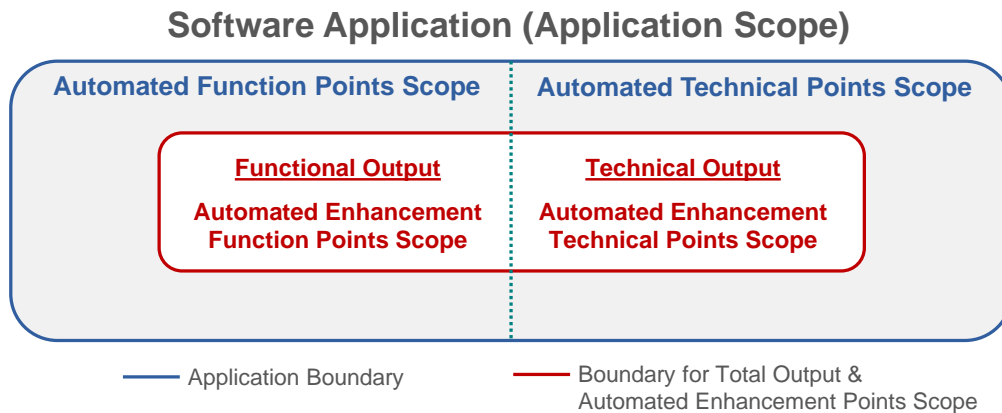 Software Application (Application Scope)
Automated Function Points Scope
Automated Technical Points Scope
Functional Output
Automated Enhancement
Function Points Scope
Technical Output
Automated Enhancement
Technical Points Scope
Application Boundary
Boundary for Total Output &
Automated Enhancement Points Scope